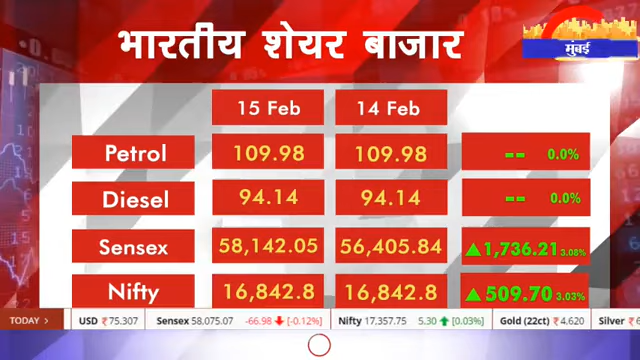 भारतीय शेयर बाजार
मुंबई
15 Feb 14 Feb
Petrol 109.98 109.98 -- 0.0%
Diesel 94.14 94.14 -- 0.0%
Sensex 58,142.05 56,405.84 ▲1,736.21 3.08%
Nifty 16,842.8 16,842.8 ▲509.70 3.03%
TODAY > USD ₹75.307 Sensex 58,075.07 -66.98 [-0.12%] Nifty 17,357.75 5.30 [0.03%] Gold (22ct) ₹4,620 Silver ₹6